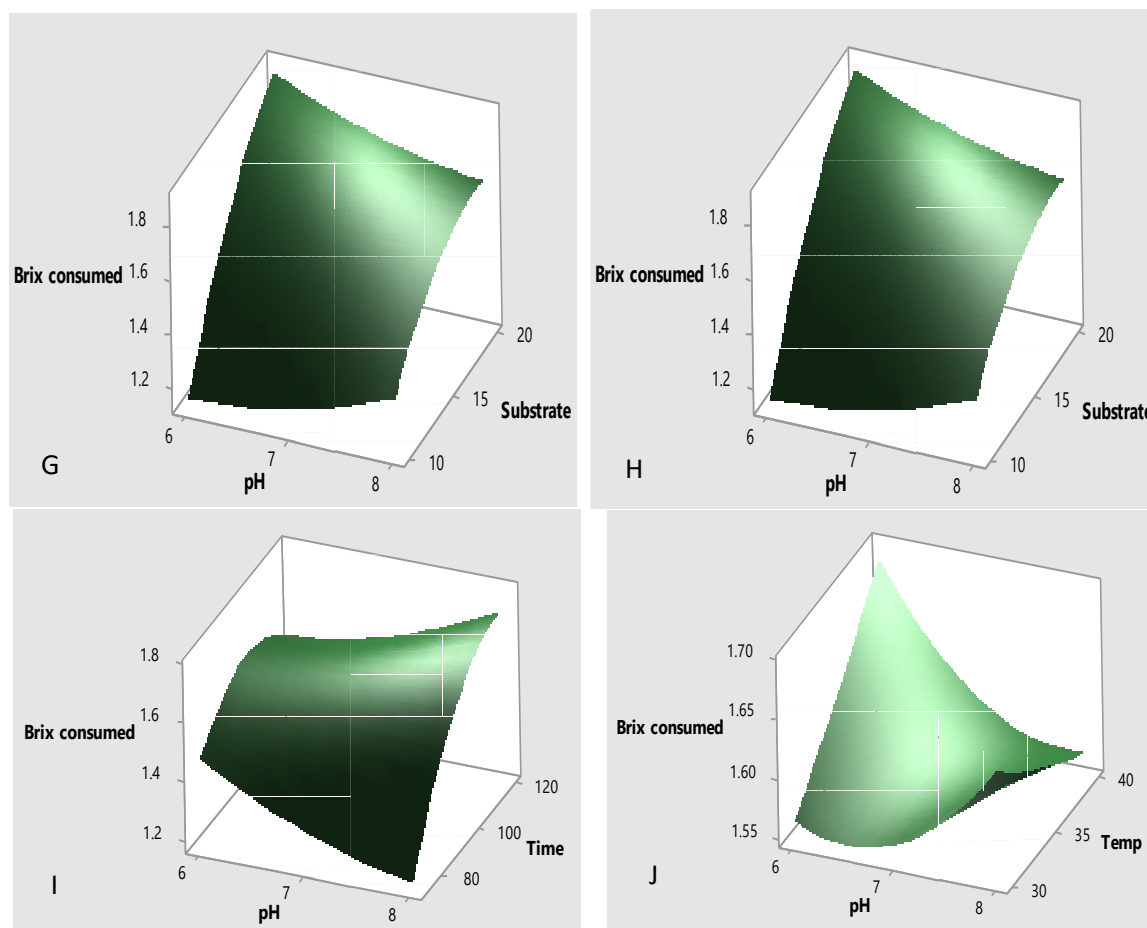 1.8
Brix consumed 1.6
1.4
1.2
6
7
8
pH
10
15
20
Substrate
G
1.8
Brix consumed 1.6
1.4
1.2
6
7
8
pH
10
15
20
Substrate
H
1.8
1.6
Brix consumed
1.4
1.2
6
7
8
pH
80
100
120
Time
I
1.70
1.65
Brix consumed
1.60
1.55
6
7
8
pH
30
35
40
Temp
J